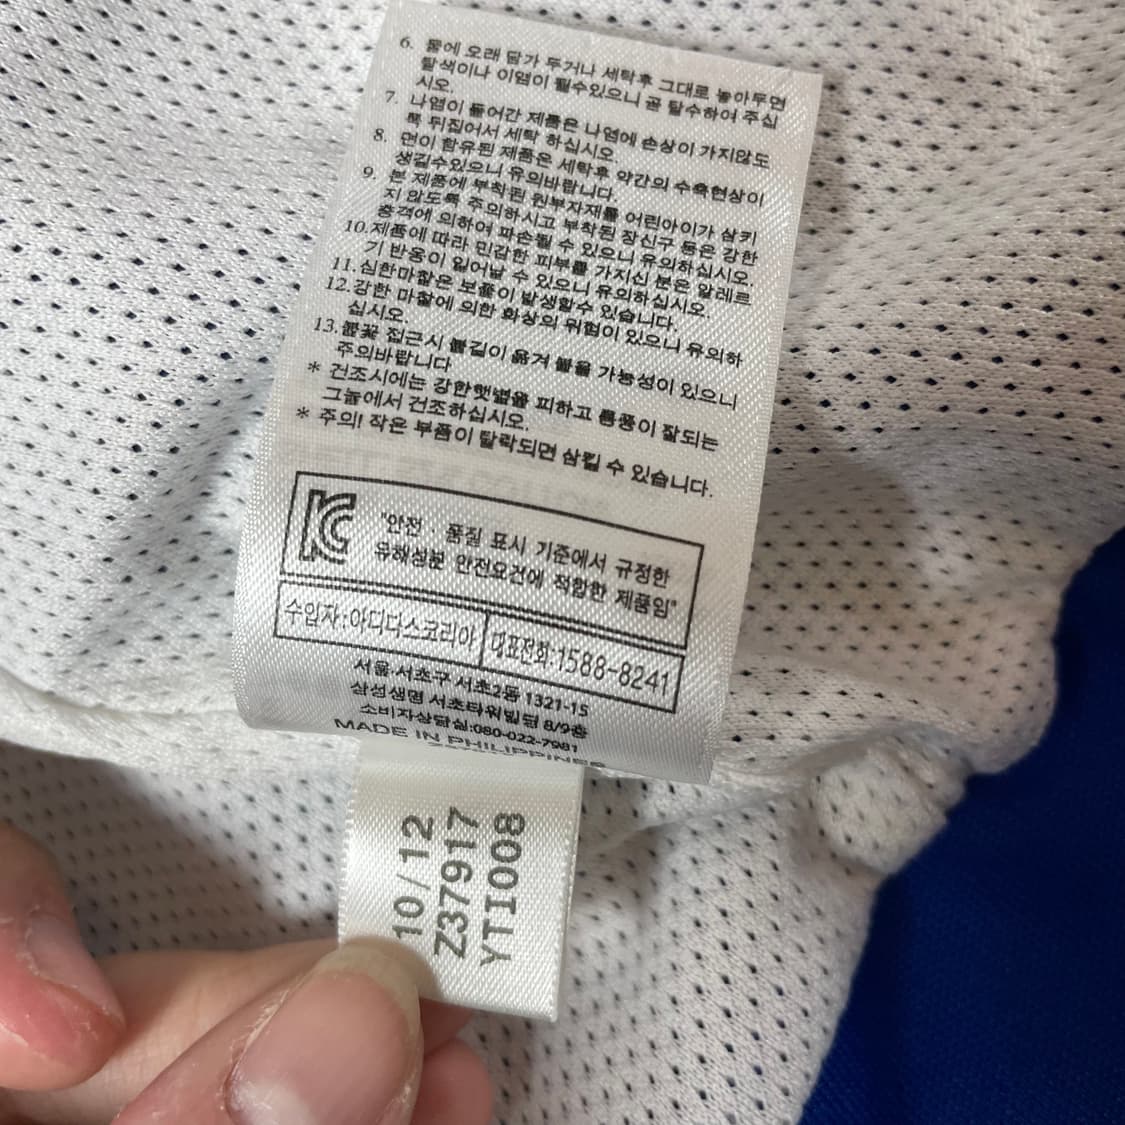 6. 물에 오래 담가 두거나 세탁후 그대로 놓아두면
탈색이나 이염이 될수있으니 곧 탈수하여 주십
시오.
7. 나염이 들어간 제품은 나염에 손상이 가지않도
록 뒤집어서 세탁 하십시오.
8. 면이 함유된 제품은 세탁후 약간의 수축현상이
생길수있으니 유의바랍니다.
9. 본 제품에 부착된 원부자재를 어린아이가 삼키
지 않도록 주의하시고 부착된 장신구 등은 강한
충격에 의하여 파손될 수 있으니 유의하십시오.
10.제품에 따라 민감한 피부를 가지신 분은 알레르
기 반응이 일어날 수 있으니 유의하십시오.
11.심한마찰은 보풀이 발생할수 있습니다.
12.강한 마찰에 의한 화상의 위험이 있으니 유의하
십시오.
13.불꽃 접근시 불길이 옮겨 붙을 가능성이 있으니
주의바랍니다
* 건조시에는 강한햇볕을 피하고 통풍이 잘되는
그늘에서 건조하십시오.
* 주의! 작은 부품이 탈락되면 삼킬 수 있습니다.
KC
"안전 · 품질 표시 기준에서 규정한
유해성분 안전요건에 적합한 제품임"
수입자:아디다스코리아 대표전화:1588-8241
서울 서초구 서초2동 1321-15
삼성생명 서초타워빌딩 8/9층
소비자상담실:080-022-7981
MADE IN PHILIPPINES
10/12
Z37917
YTI008